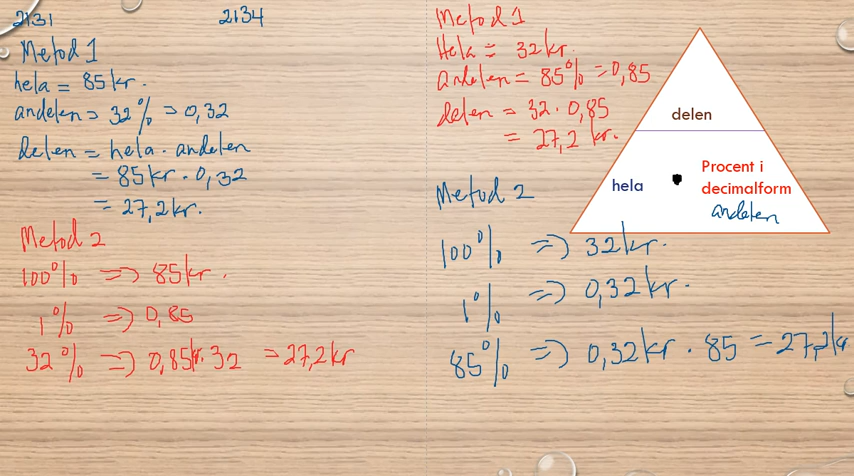 2131
2134
Metod 1
hela = 85 kr.
andelen = 32% => 0,32
delen = hela · andelen
= 85 kr · 0,32
= 27,2 kr.
Metod 2
100% => 85 kr.
1% => 0,85
32% => 0,85 kr · 32 => 27,2 kr
Metod 1
Hela = 32 kr.
andelen = 85% => 0,85
delen = 32 · 0,85
= 27,2 kr.
Metod 2
100% => 32 kr.
1% => 0,32 kr.
85% => 0,32 kr · 85 = 27,2 kr
delen
hela
Procent i
decimalform
andelen